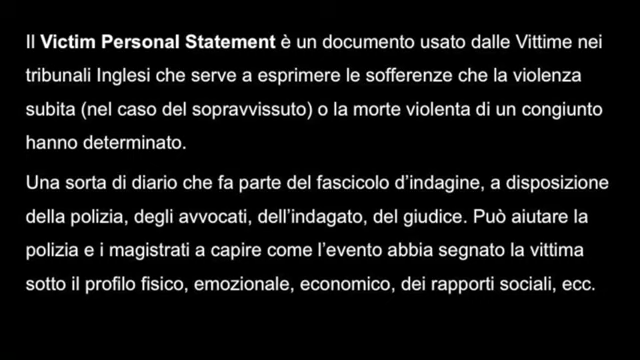 Il Victim Personal Statement è un documento usato dalle Vittime nei
tribunali Inglesi che serve a esprimere le sofferenze che la violenza
subita (nel caso del sopravvissuto) o la morte violenta di un congiunto
hanno determinato.
Una sorta di diario che fa parte del fascicolo d’indagine, a disposizione
della polizia, degli avvocati, dell’indagato, del giudice. Può aiutare la
polizia e i magistrati a capire come l’evento abbia segnato la vittima
sotto il profilo fisico, emozionale, economico, dei rapporti sociali, ecc.